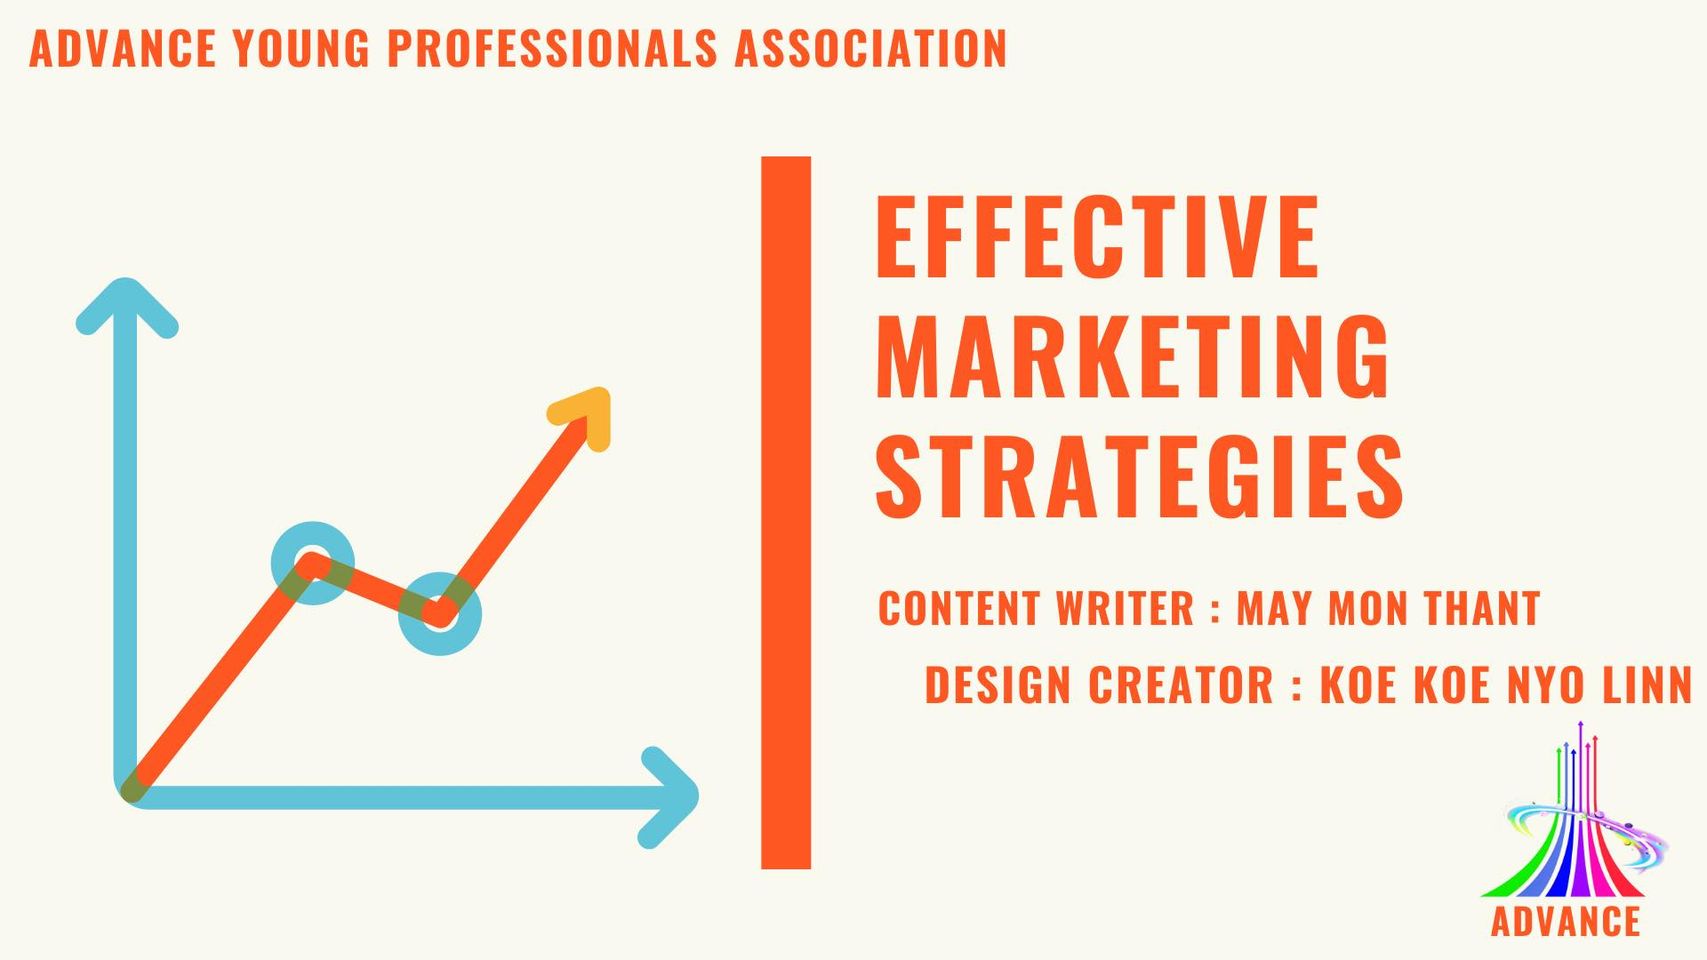 ADVANCE YOUNG PROFESSIONALS ASSOCIATION
EFFECTIVE
MARKETING
STRATEGIES
CONTENT WRITER : MAY MON THANT
DESIGN CREATOR : KOE KOE NYO LINN
ADVANCE